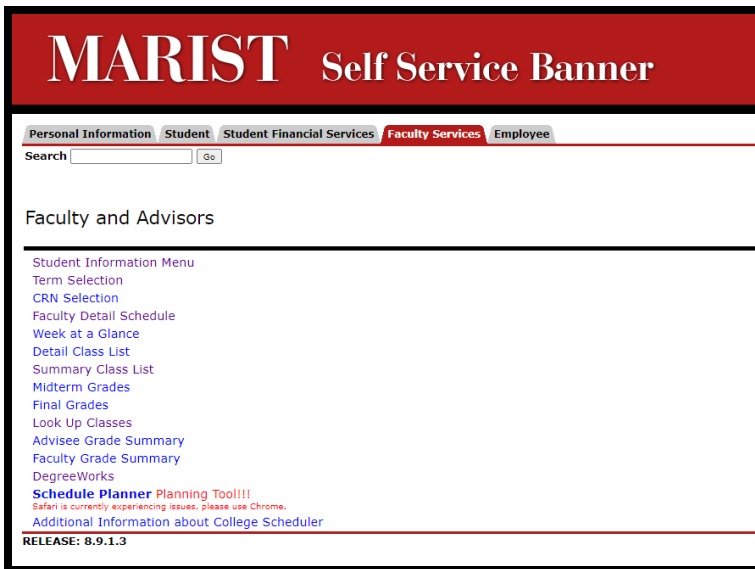 MARIST Self Service Banner
Personal Information Student Student Financial Services Faculty Services Employee
Search Go
Faculty and Advisors
Student Information Menu
Term Selection
CRN Selection
Faculty Detail Schedule
Week at a Glance
Detail Class List
Summary Class List
Midterm Grades
Final Grades
Look Up Classes
Advisee Grade Summary
Faculty Grade Summary
DegreeWorks
Schedule Planner Planning Tool!!!
Safari is currently experiencing issues, please use Chrome.
Additional Information about College Scheduler
RELEASE: 8.9.1.3